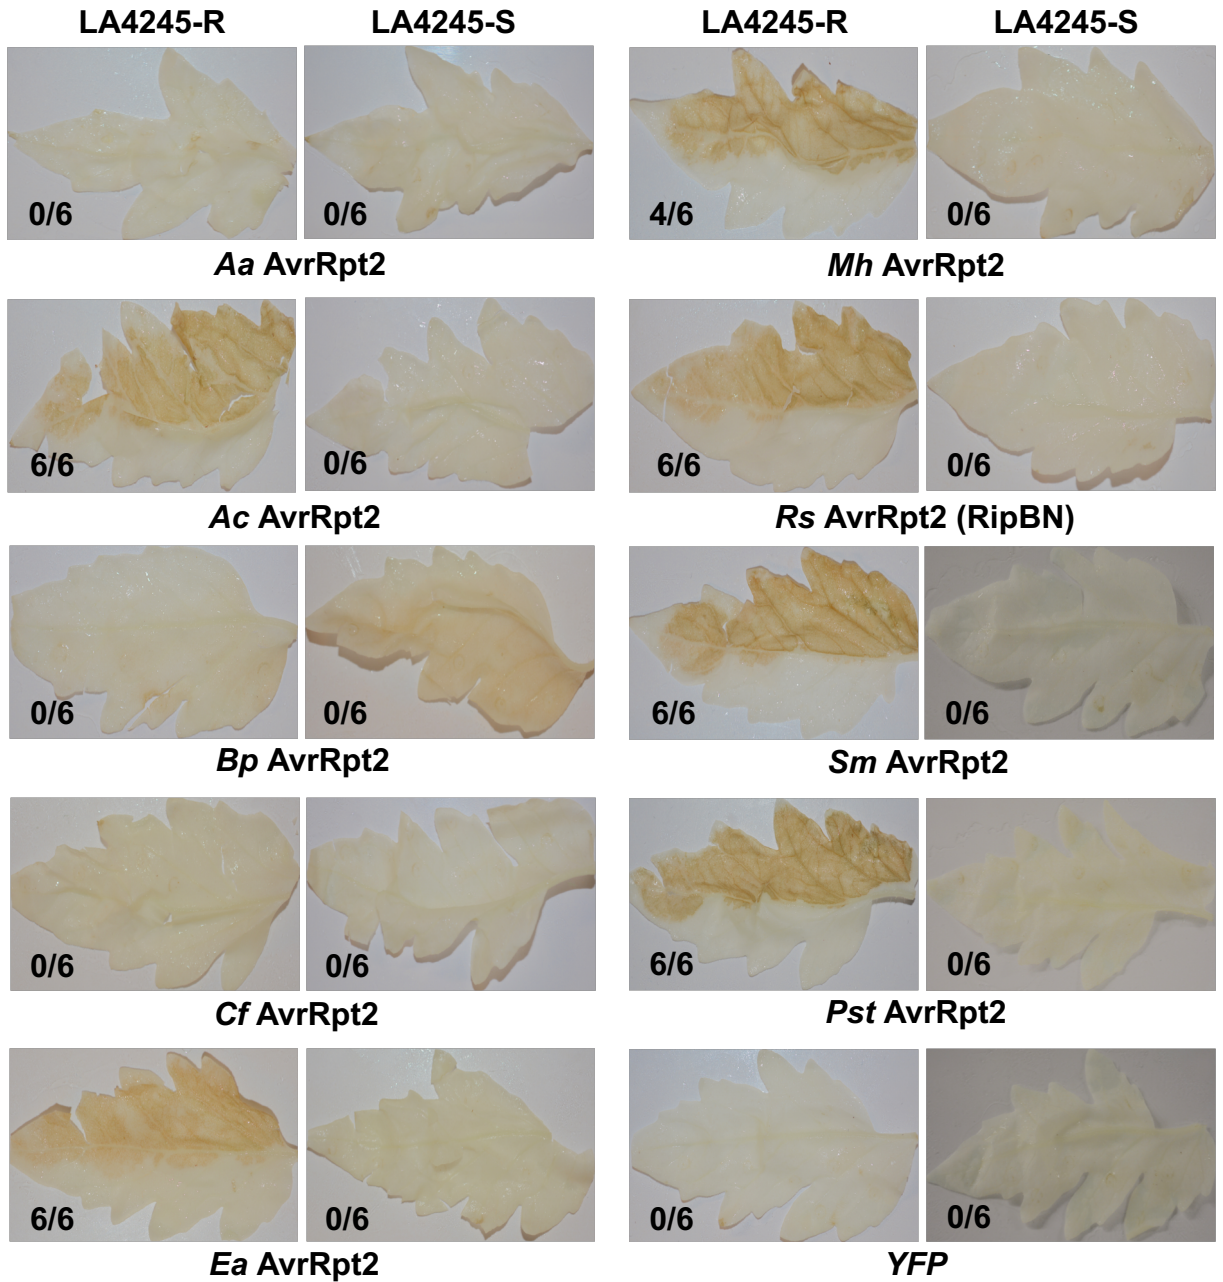 LA4245-R LA4245-S LA4245-R LA4245-S
0/6 0/6 4/6 0/6
Aa AvrRpt2 Mh AvrRpt2
6/6 0/6 6/6 0/6
Ac AvrRpt2 Rs AvrRpt2 (RipBN)
0/6 0/6 6/6 0/6
Bp AvrRpt2 Sm AvrRpt2
0/6 0/6 6/6 0/6
Cf AvrRpt2 Pst AvrRpt2
6/6 0/6 0/6 0/6
Ea AvrRpt2 YFP